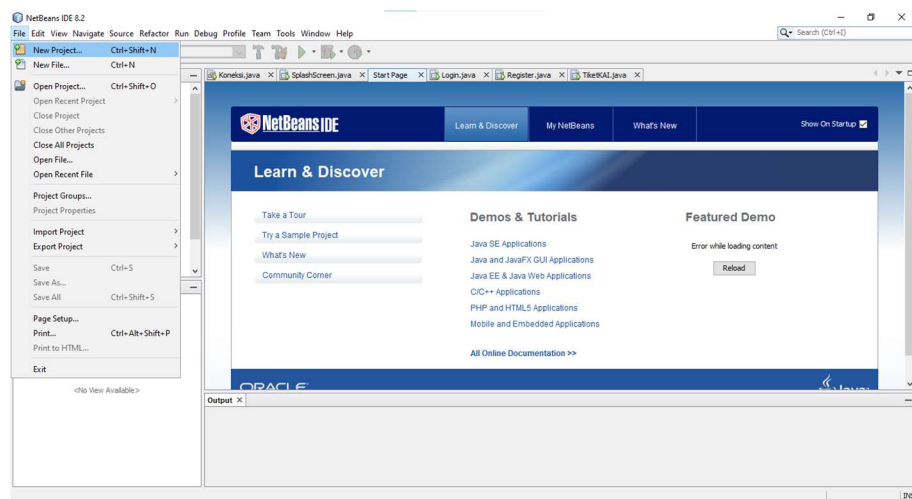 NetBeans IDE 8.2
File Edit View Navigate Source Refactor Run Debug Profile Team Tools Window Help
Search (Ctrl+I)
New Project... Ctrl+Shift+N
New File... Ctrl+N
Open Project... Ctrl+Shift+O
Open Recent Project
Close Project
Close Other Projects
Close All Projects
Open File...
Open Recent File
Project Groups...
Project Properties
Import Project
Export Project
Save Ctrl+S
Save As...
Save All Ctrl+Shift+S
Page Setup...
Print... Ctrl+Alt+Shift+P
Print to HTML...
Exit
<No View Available>
Koneksi.java SplashScreen.java Start Page Login.java Register.java TiketKAI.java
NetBeans IDE
Learn & Discover My NetBeans What's New Show On Startup
Learn & Discover
Take a Tour
Try a Sample Project
What's New
Community Corner
Demos & Tutorials
Java SE Applications
Java and JavaFX GUI Applications
Java EE & Java Web Applications
C/C++ Applications
PHP and HTML5 Applications
Mobile and Embedded Applications
All Online Documentation >>
Featured Demo
Error while loading content
Reload
ORACLE
Java
Output